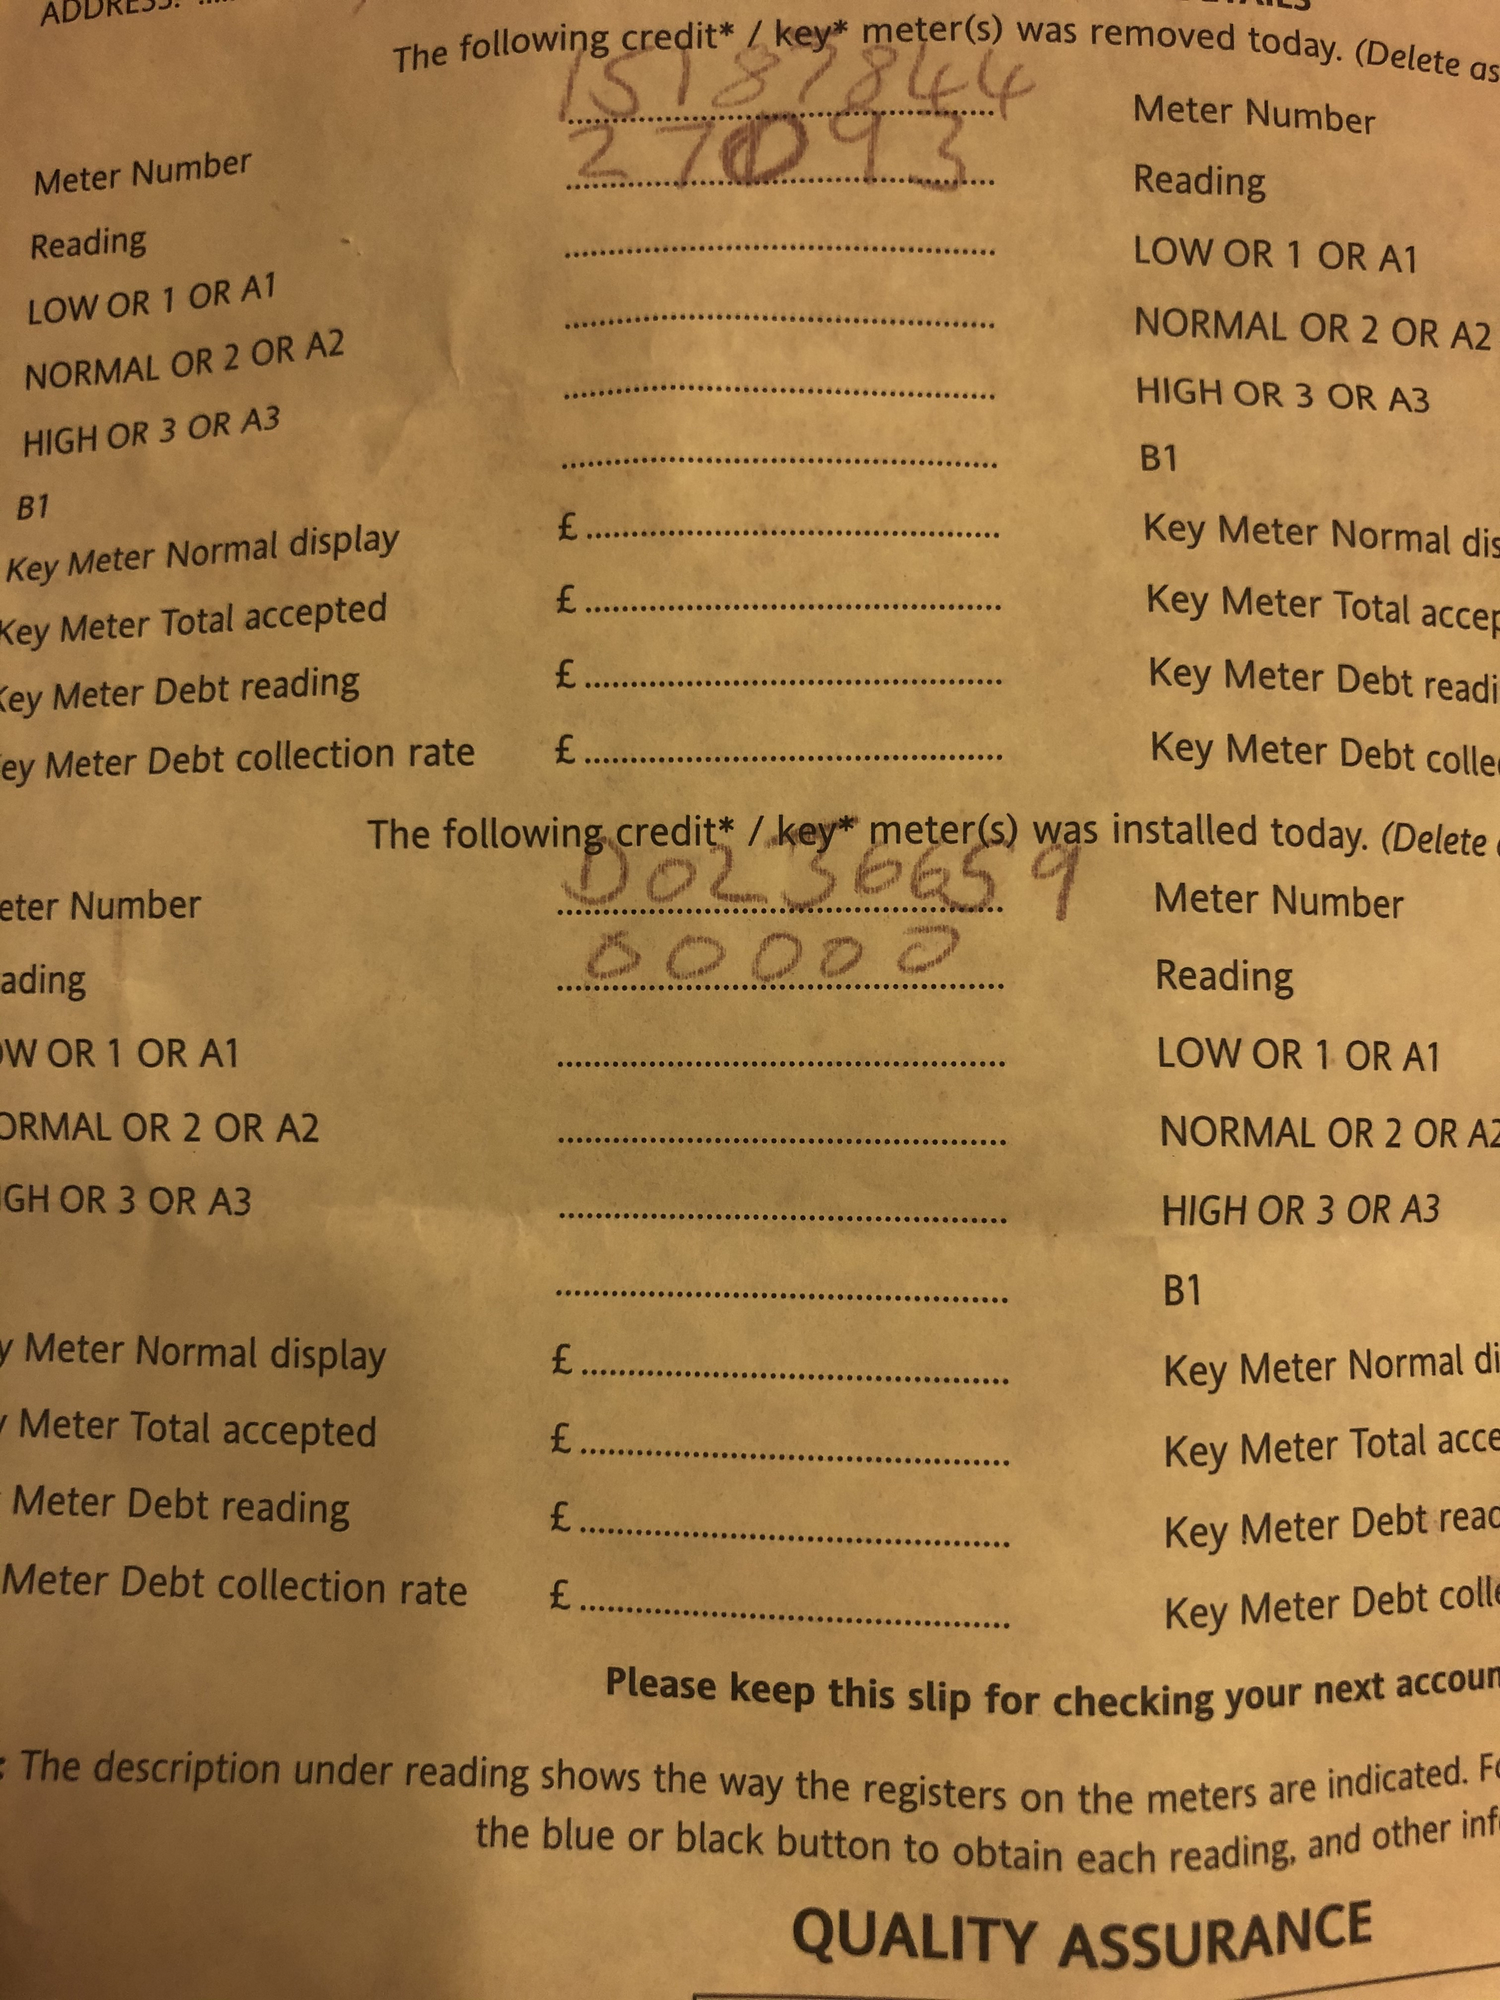 ADDRESS:
The following credit* / key* meter(s) was removed today. (Delete as
Meter Number 15187844 Meter Number
Reading 27093 Reading
LOW OR 1 OR A1 LOW OR 1 OR A1
NORMAL OR 2 OR A2 NORMAL OR 2 OR A2
HIGH OR 3 OR A3 HIGH OR 3 OR A3
B1 B1
Key Meter Normal display £ Key Meter Normal dis
Key Meter Total accepted £ Key Meter Total accep
Key Meter Debt reading £ Key Meter Debt readi
ey Meter Debt collection rate £ Key Meter Debt colle
The following credit* / key* meter(s) was installed today. (Delete
eter Number D0236659 Meter Number
ading 00000 Reading
OW OR 1 OR A1 LOW OR 1 OR A1
ORMAL OR 2 OR A2 NORMAL OR 2 OR A2
GH OR 3 OR A3 HIGH OR 3 OR A3
B1
y Meter Normal display £ Key Meter Normal di
y Meter Total accepted £ Key Meter Total acce
Meter Debt reading £ Key Meter Debt read
Meter Debt collection rate £ Key Meter Debt colle
Please keep this slip for checking your next accoun
: The description under reading shows the way the registers on the meters are indicated. Fo
the blue or black button to obtain each reading, and other inf
QUALITY ASSURANCE